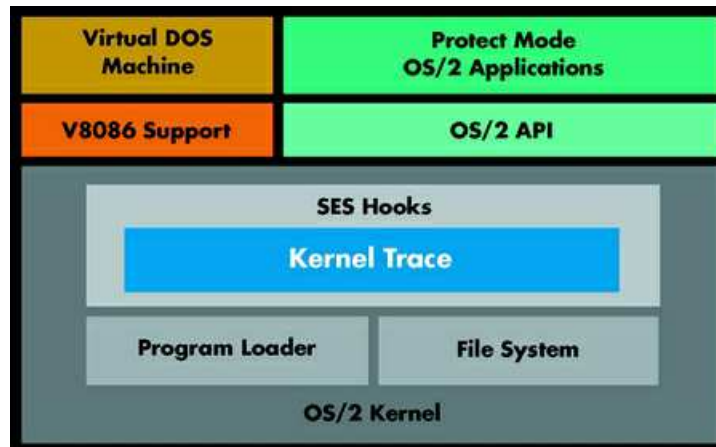 Virtual DOS
Machine
Protect Mode
OS/2 Applications
V8086 Support
OS/2 API
SES Hooks
Kernel Trace
Program Loader
File System
OS/2 Kernel